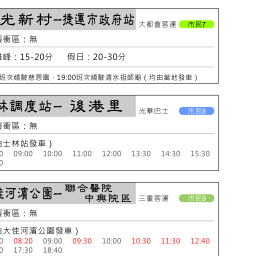 光新村─捷運市政府站 大都會客運 市民7
衝區：無
峰：15-20分 假日：20-30分
班次繞駛慈恩園，19:00班次繞駛清水祖師廟（均由當地發車）
林調度站─後港里 光華巴士 市民8
衝區：無
士林站發車）
09:00 10:00 11:00 12:00 13:30 14:30 15:30
佳河濱公園─聯合醫院中興院區 三重客運 市民9
衝區：無
大佳河濱公園發車）
08:20 09:00 09:30 10:00 10:30 11:30 12:40
17:30 18:40